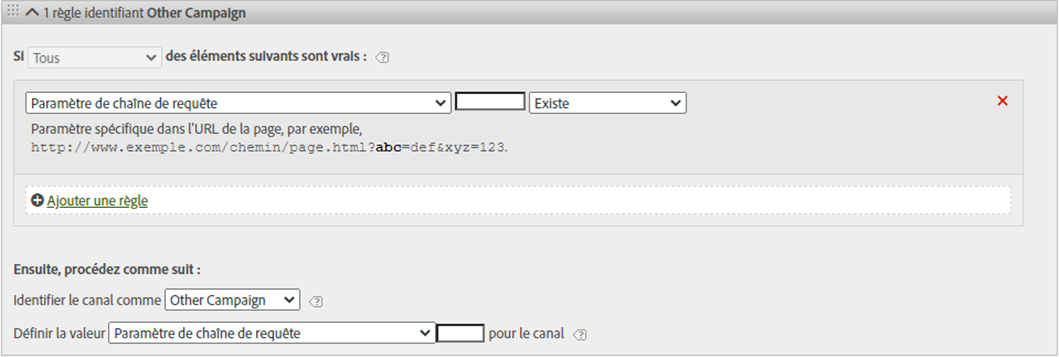 1 règle identifiant Other Campaign
Si Tous des éléments suivants sont vrais :
Paramètre de chaîne de requête Existe
Paramètre spécifique dans l'URL de la page, par exemple,
http://www.exemple.com/chemin/page.html?abc=def&xyz=123.
Ajouter une règle
Ensuite, procédez comme suit :
Identifier le canal comme Other Campaign
Définir la valeur Paramètre de chaîne de requête pour le canal